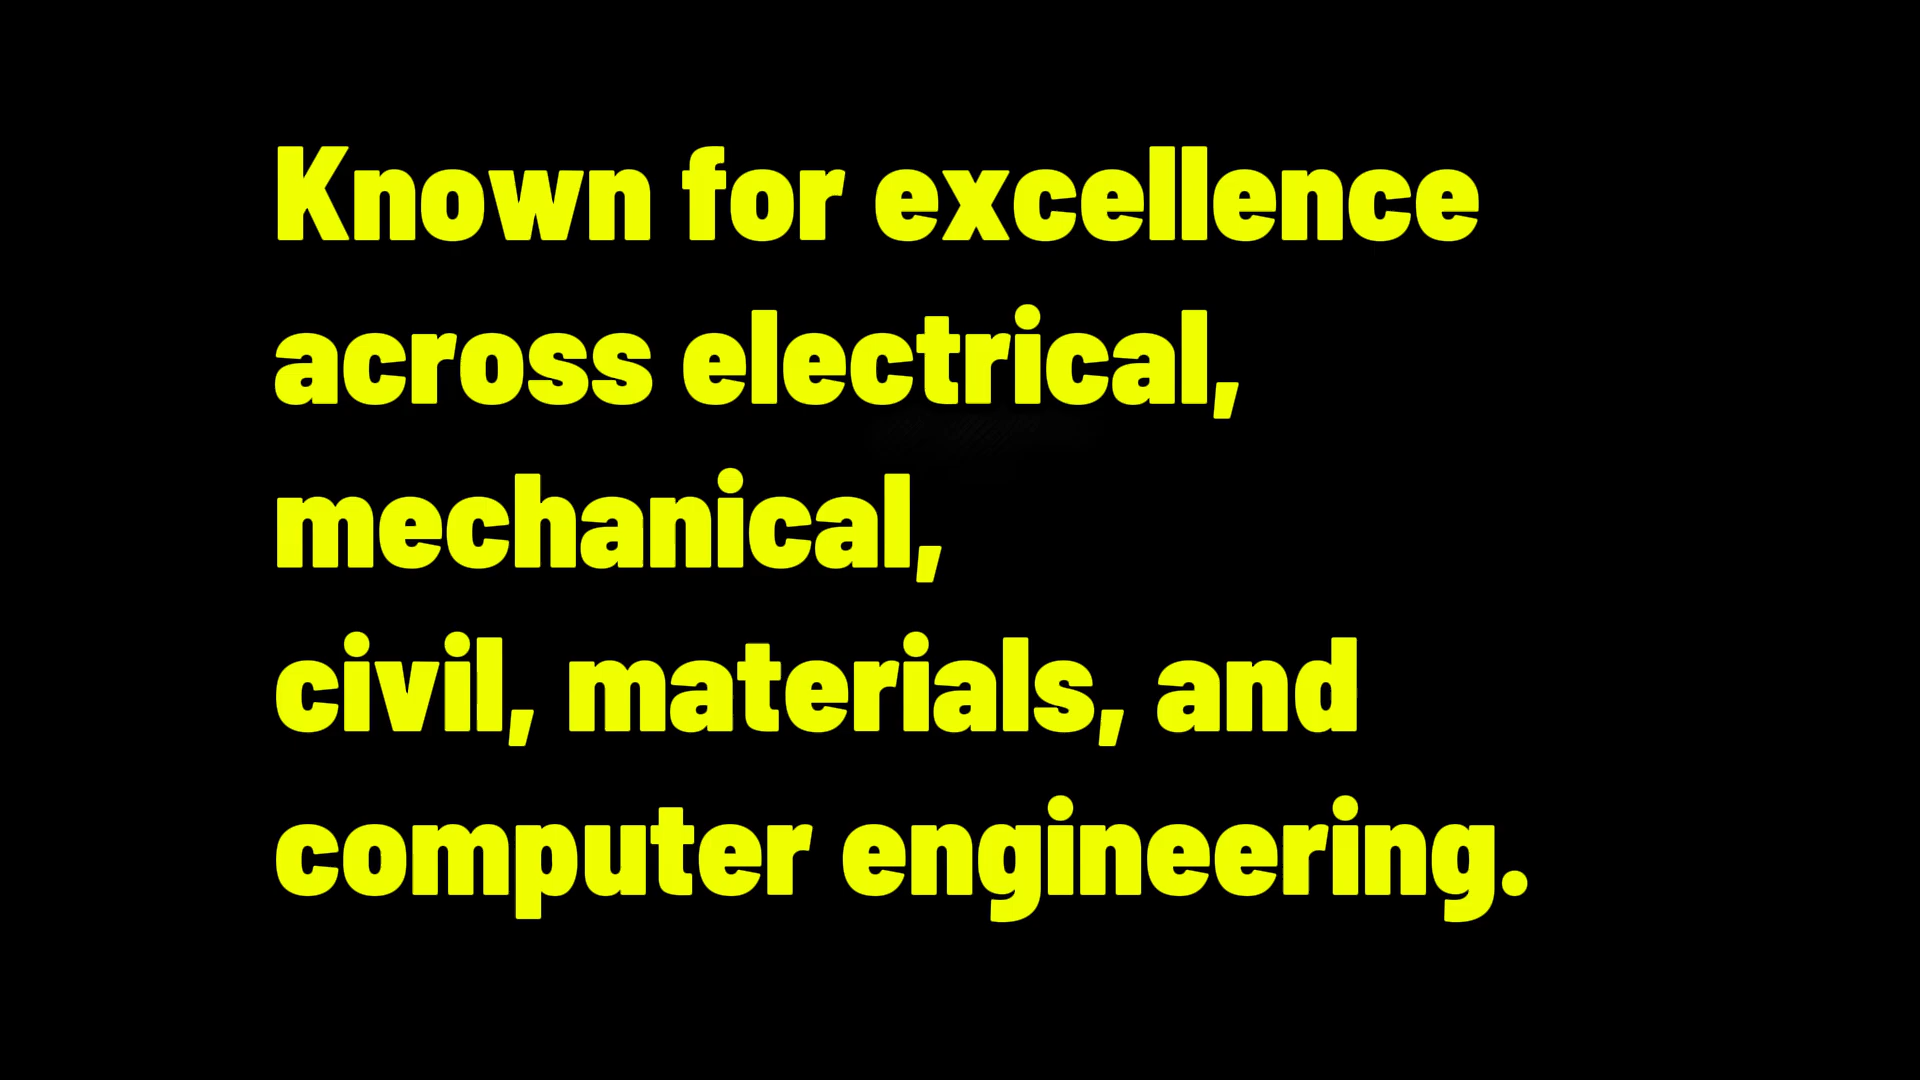 Known for excellence
across electrical,
mechanical,
civil, materials, and
computer engineering.